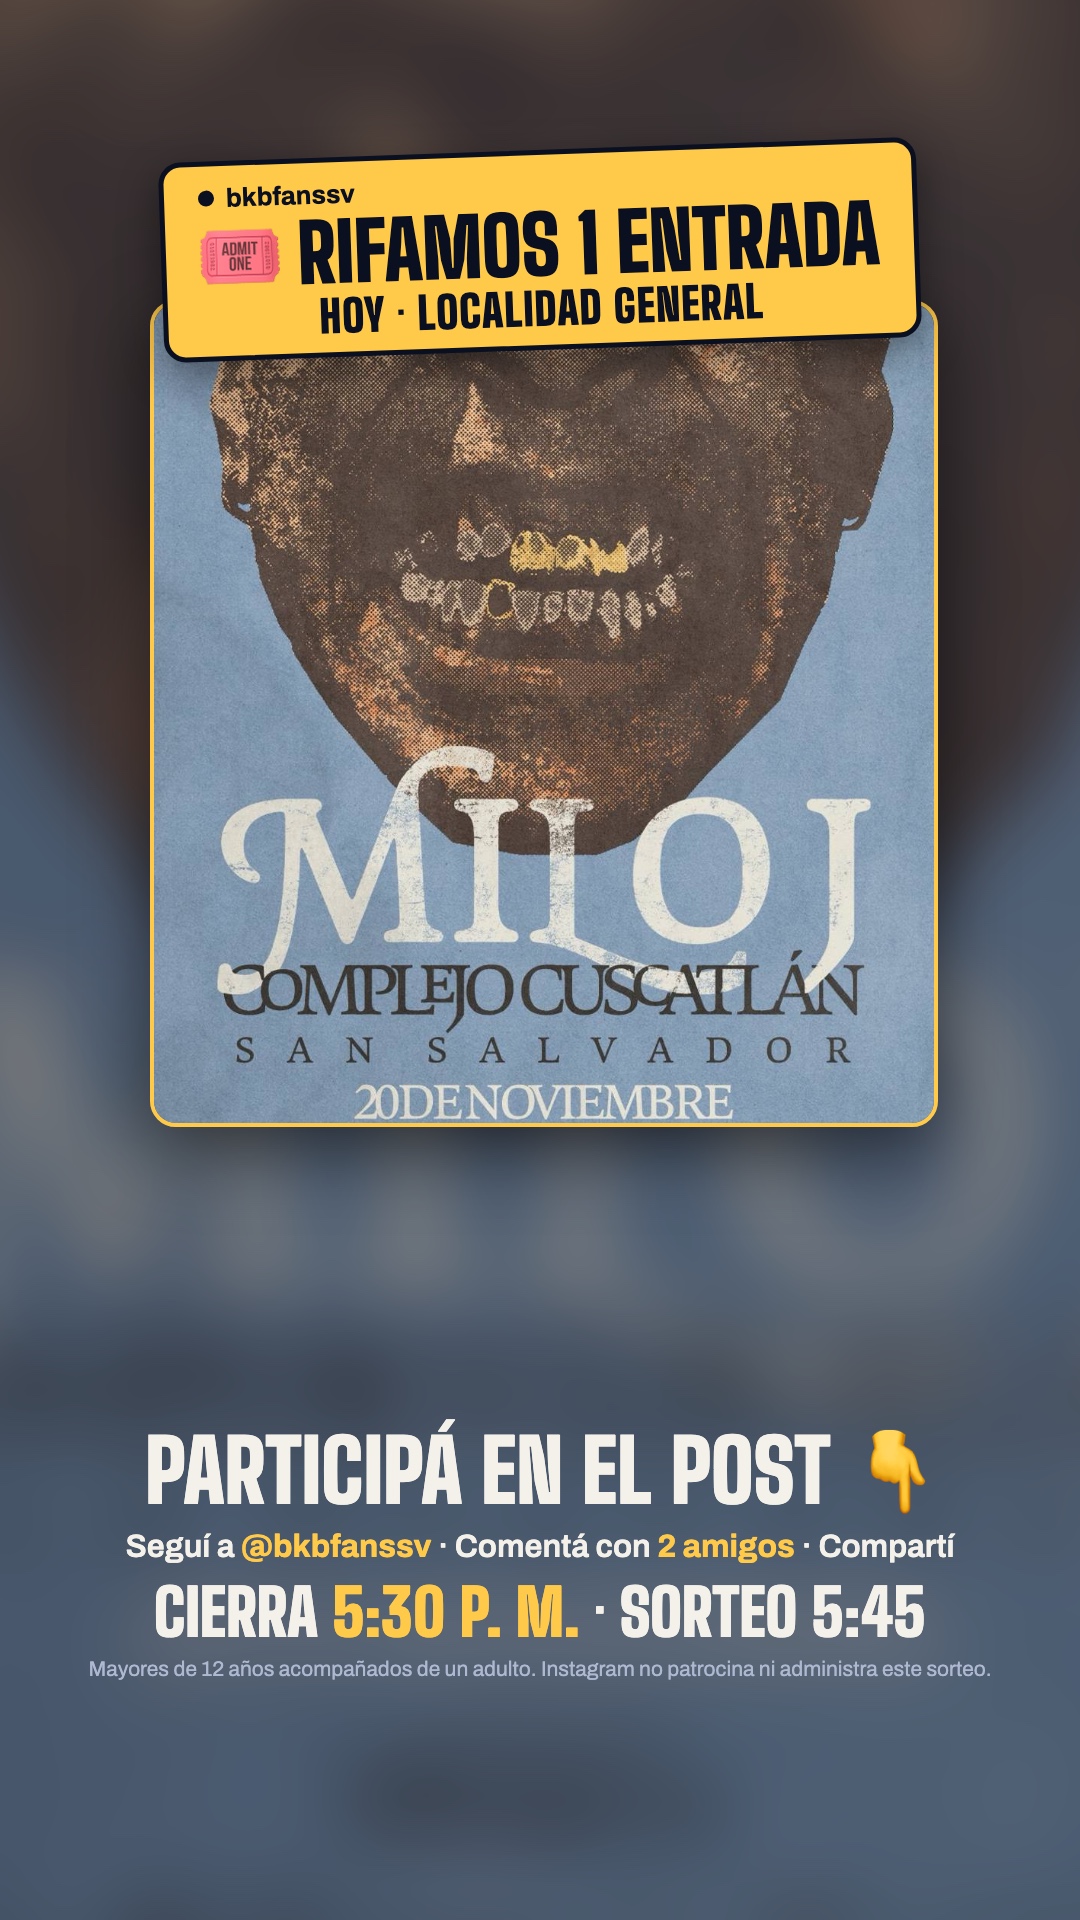 bkbfanssv
ADMIT
ONE
RIFAMOS 1 ENTRADA
HOY · LOCALIDAD GENERAL
MILO J
COMPLEJO CUSCATLÁN
SAN SALVADOR
20 DE NOVIEMBRE
PARTICIPÁ EN EL POST 👇
Seguí a @bkbfanssv · Comentá con 2 amigos · Compartí
CIERRA 5:30 P. M. · SORTEO 5:45
Mayores de 12 años acompañados de un adulto. Instagram no patrocina ni administra este sorteo.